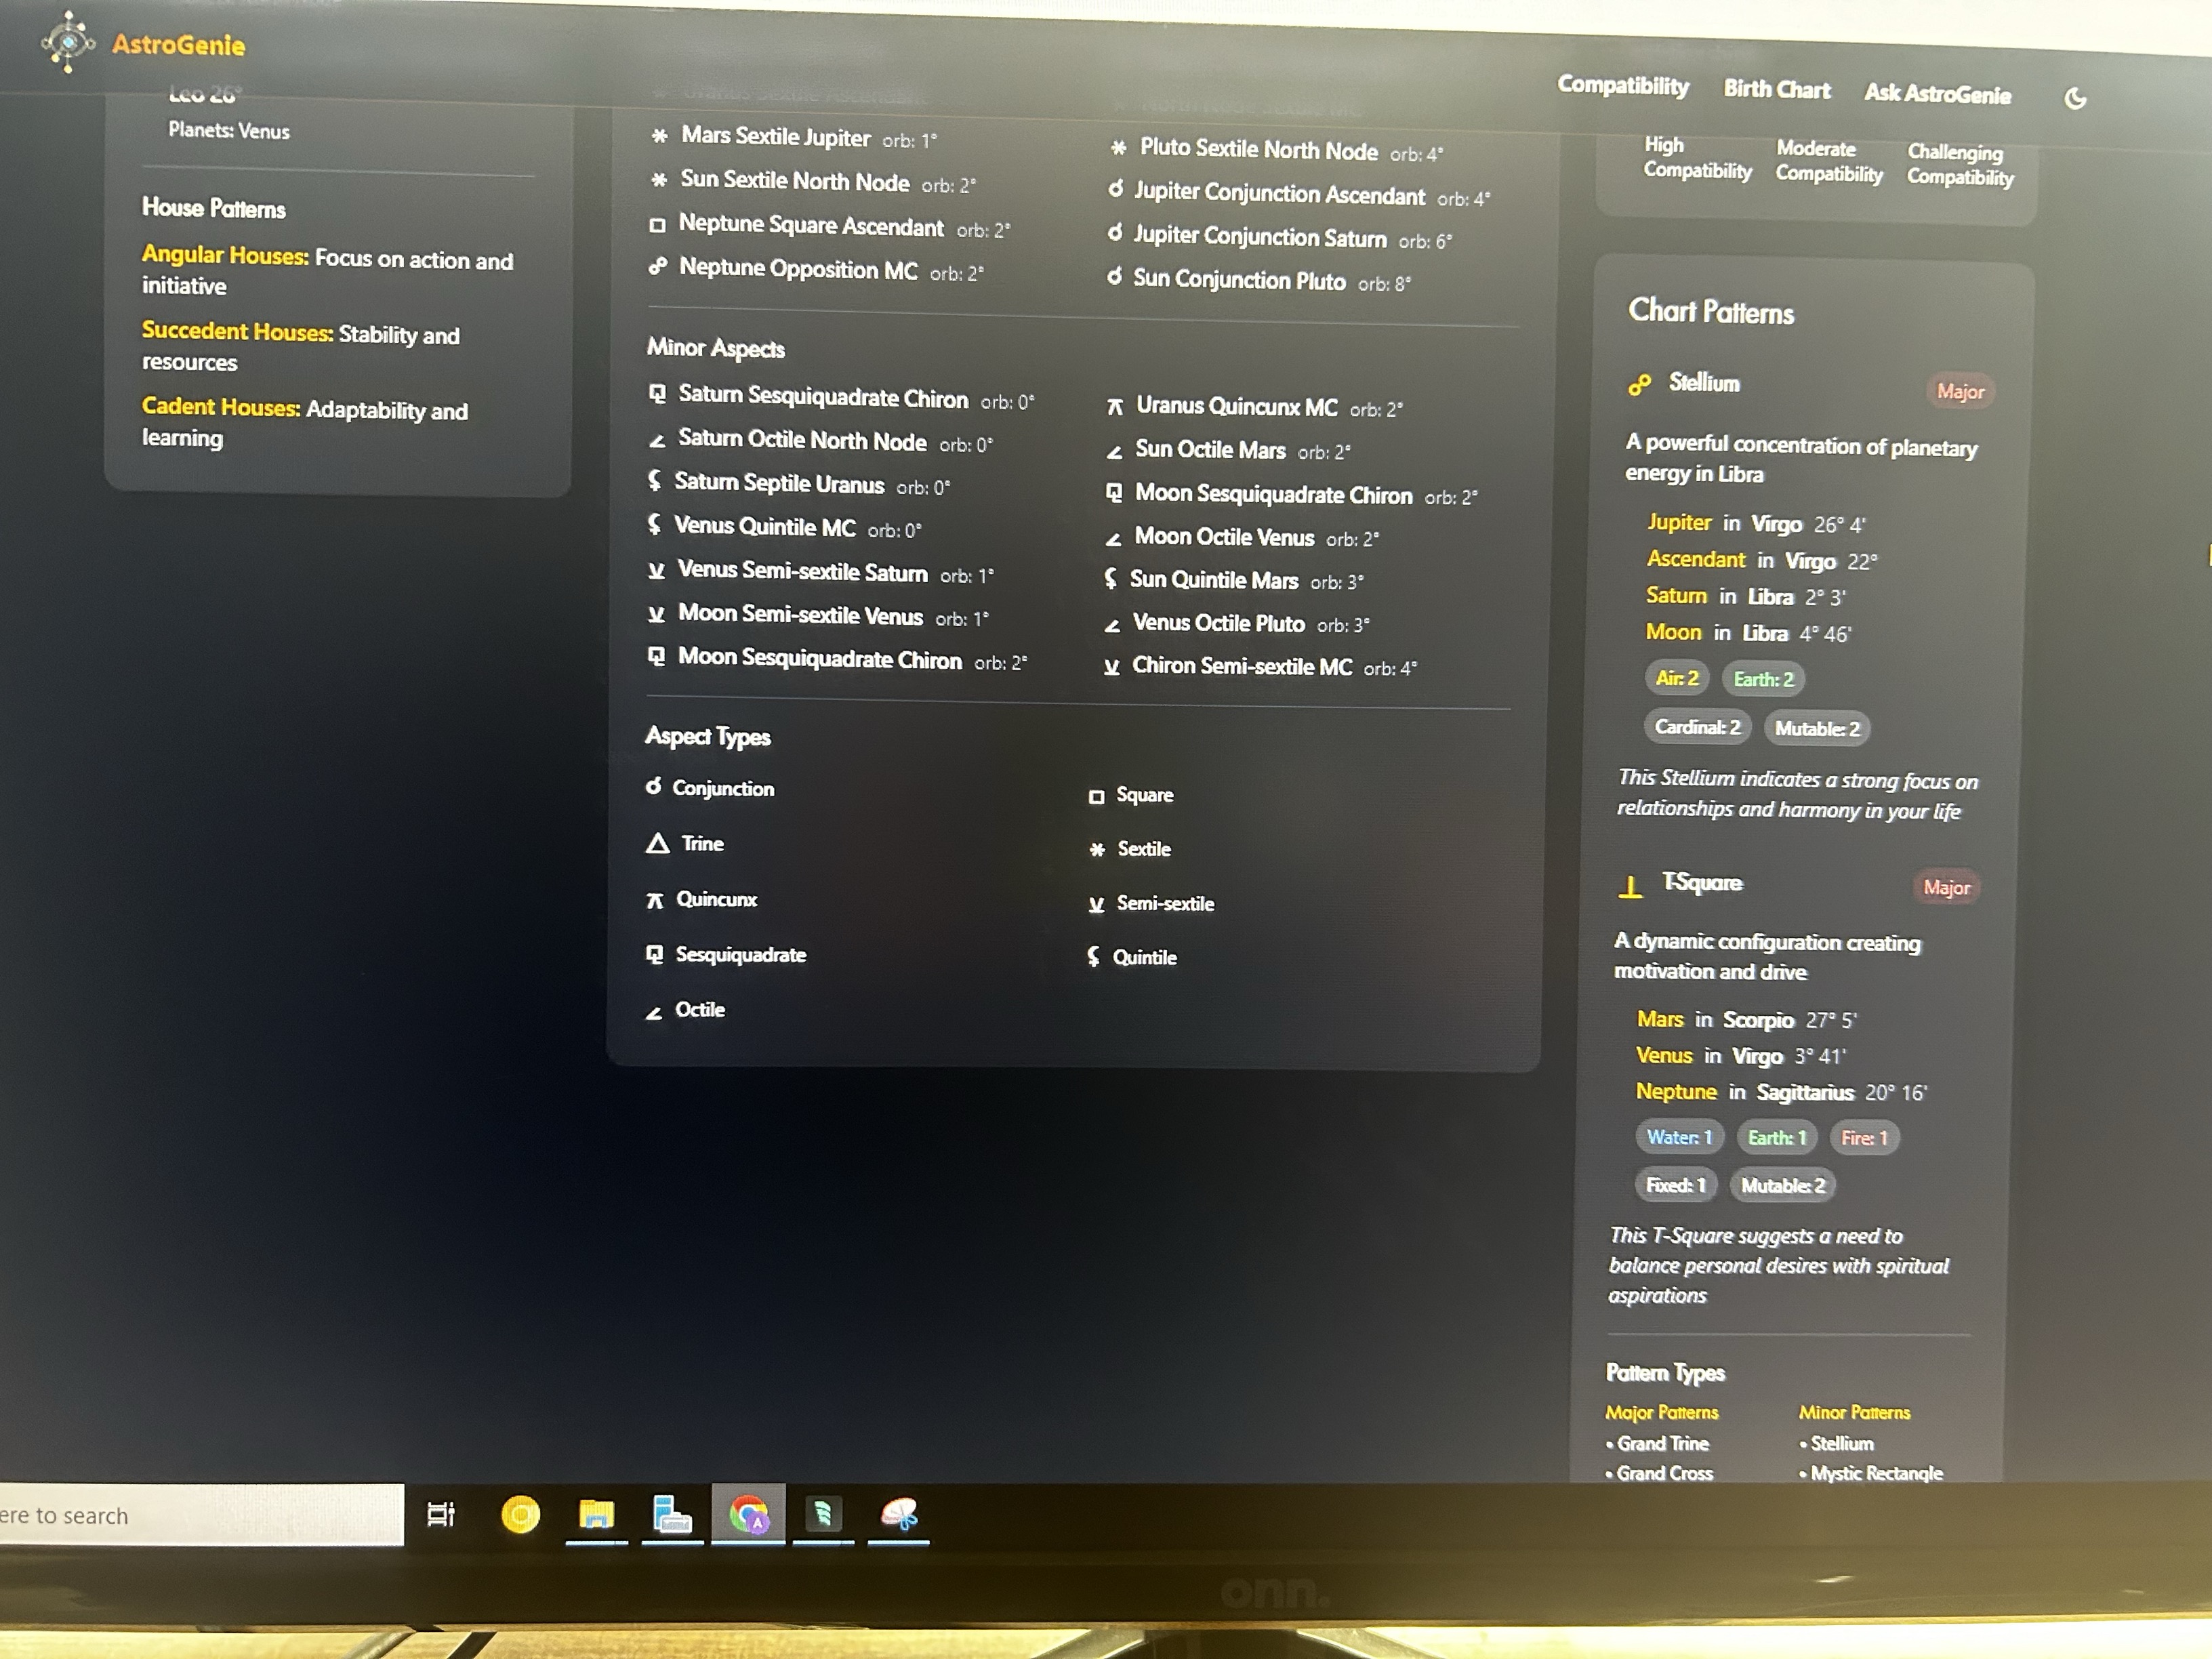 AstroGenie
Compatibility
Birth Chart
Ask AstroGenie
Leo 26°
Planets: Venus
House Patterns
Angular Houses: Focus on action and
initiative
Succedent Houses: Stability and
resources
Cadent Houses: Adaptability and
learning
Mars Sextile Jupiter orb: 1°
Sun Sextile North Node orb: 2°
Neptune Square Ascendant orb: 2°
Neptune Opposition MC orb: 2°
Pluto Sextile North Node orb: 4°
Jupiter Conjunction Ascendant orb: 4°
Jupiter Conjunction Saturn orb: 6°
Sun Conjunction Pluto orb: 8°
Minor Aspects
Saturn Sesquiquadrate Chiron orb: 0°
Saturn Octile North Node orb: 0°
Saturn Septile Uranus orb: 0°
Venus Quintile MC orb: 0°
Venus Semi-sextile Saturn orb: 1°
Moon Semi-sextile Venus orb: 1°
Moon Sesquiquadrate Chiron orb: 2°
Uranus Quincunx MC orb: 2°
Sun Octile Mars orb: 2°
Moon Sesquiquadrate Chiron orb: 2°
Moon Octile Venus orb: 2°
Sun Quintile Mars orb: 3°
Venus Octile Pluto orb: 3°
Chiron Semi-sextile MC orb: 4°
Aspect Types
Conjunction
Square
Trine
Sextile
Quincunx
Semi-sextile
Sesquiquadrate
Quintile
Octile
High
Compatibility
Moderate
Compatibility
Challenging
Compatibility
Chart Patterns
Stellium
Major
A powerful concentration of planetary
energy in Libra
Jupiter in Virgo 26° 4'
Ascendant in Virgo 22°
Saturn in Libra 2° 3'
Moon in Libra 4° 46'
Air: 2 Earth: 2
Cardinal: 2 Mutable: 2
This Stellium indicates a strong focus on
relationships and harmony in your life
T-Square
Major
A dynamic configuration creating
motivation and drive
Mars in Scorpio 27° 5'
Venus in Virgo 3° 41'
Neptune in Sagittarius 20° 16'
Water: 1 Earth: 1 Fire: 1
Fixed: 1 Mutable: 2
This T-Square suggests a need to
balance personal desires with spiritual
aspirations
Pattern Types
Major Patterns
• Grand Trine
• Grand Cross
Minor Patterns
• Stellium
• Mystic Rectangle
ere to search
A
onn.